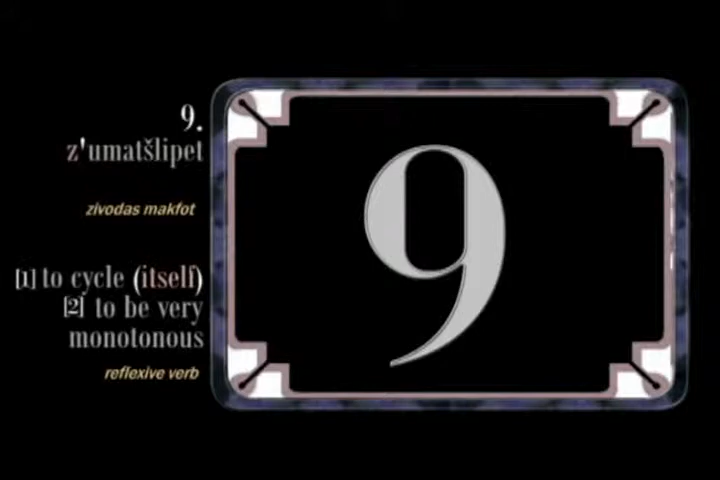 9.
z'umatšlipet
zivodas makfot
[1] to cycle (itself)
[2] to be very
monotonous
reflexive verb
9